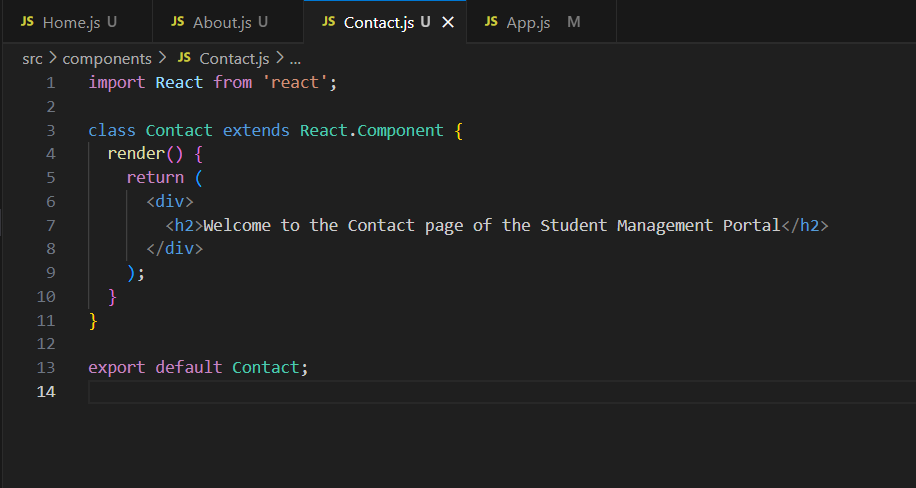 JS Home.js U JS About.js U JS Contact.js U JS App.js M
src components JS Contact.js ...
1 import React from 'react';
2
3 class Contact extends React.Component {
4 render() {
5 return (
6 <div>
7 <h2>Welcome to the Contact page of the Student Management Portal</h2>
8 </div>
9 );
10 }
11 }
12
13 export default Contact;
14